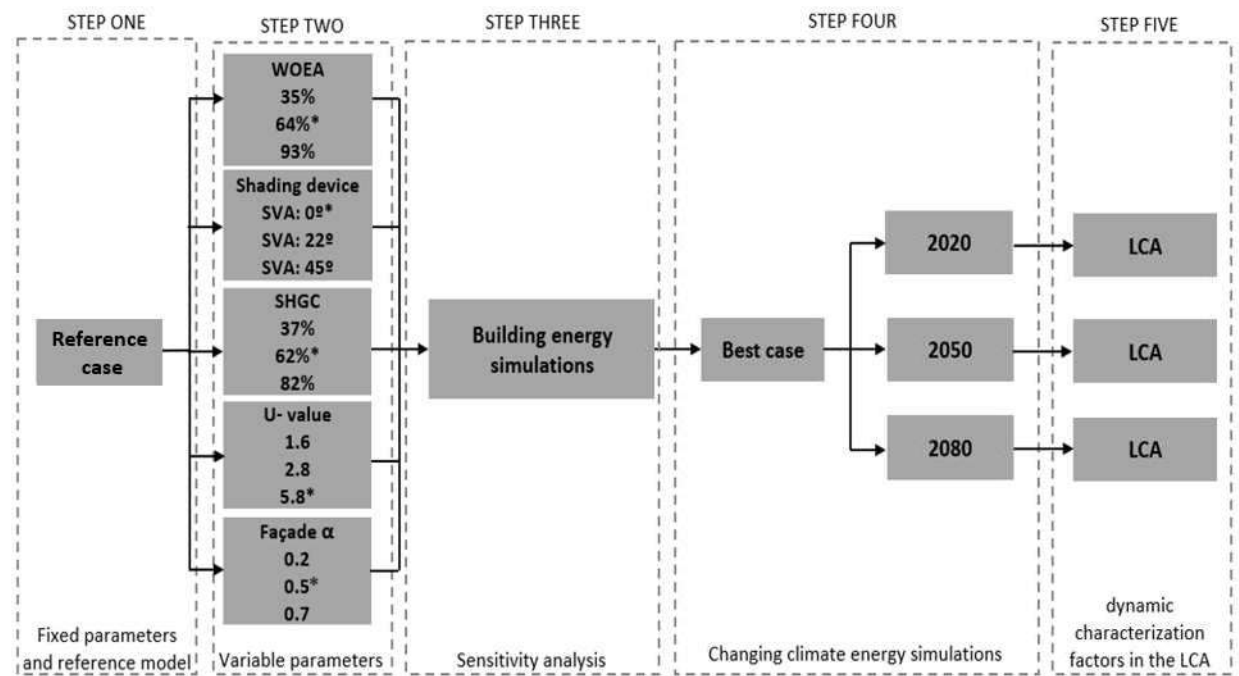 STEP ONE
STEP TWO
STEP THREE
STEP FOUR
STEP FIVE
Reference
case
Fixed parameters
and reference model
WOEA
35%
64%*
93%
Shading device
SVA: 0º*
SVA: 22º
SVA: 45º
SHGC
37%
62%*
82%
U- value
1.6
2.8
5.8*
Façade α
0.2
0.5*
0.7
Variable parameters
Building energy
simulations
Sensitivity analysis
Best case
2020
2050
2080
Changing climate energy simulations
LCA
LCA
LCA
dynamic
characterization
factors in the LCA